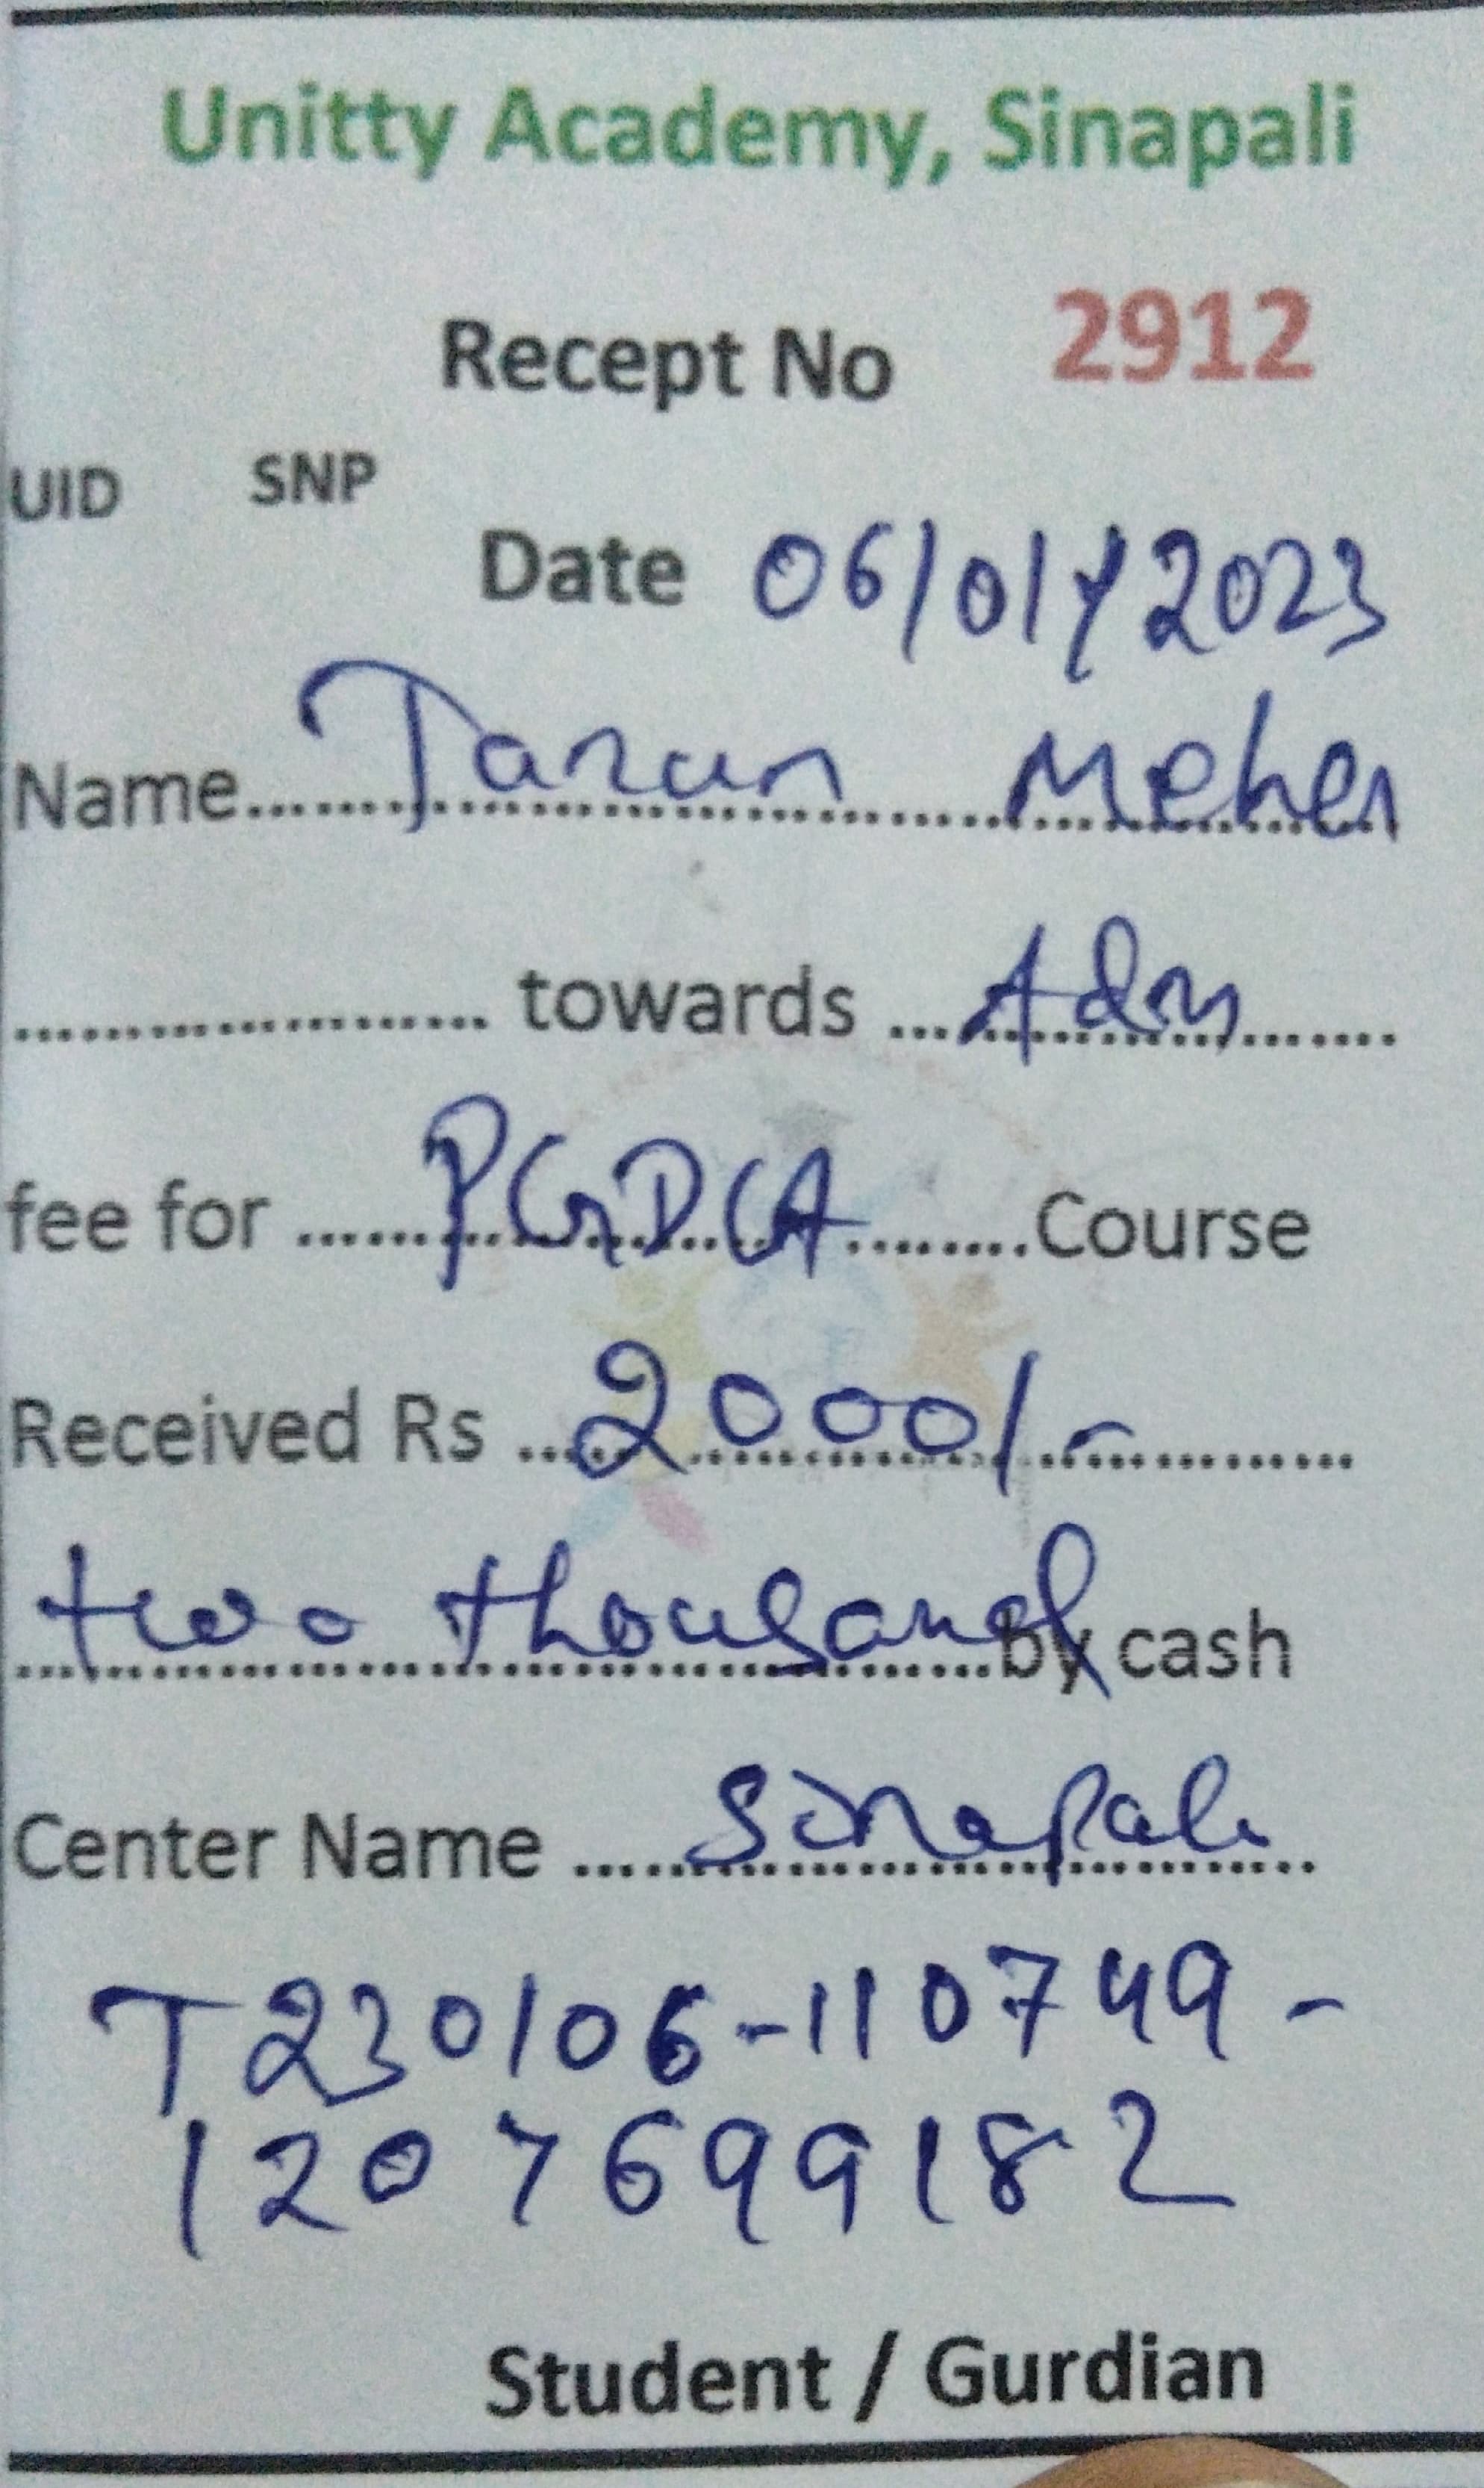 Unitty Academy, Sinapali
Recept No 2912
UID SNP
Date 06/01/2023
Name.......Tarun Meher
.................... towards ...Adm.......
fee for ......PGDCA........Course
Received Rs ....2000/-............
two thousand by cash
Center Name .....Sinapali..
T230106-110749-
1207699182
Student / Gurdian